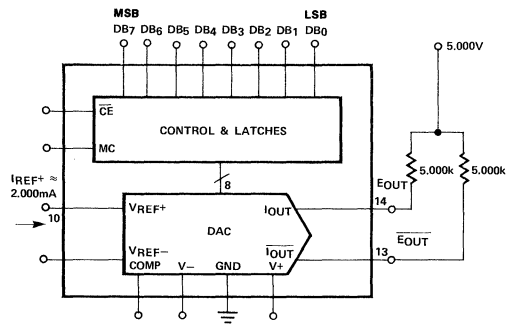 MSB LSB
DB7 DB6 DB5 DB4 DB3 DB2 DB1 DB0
5.000V
CE
CONTROL & LATCHES
MC
IREF+ ≈
2.000mA
8
5.000k 5.000k
EOUT
10 VREF+ IOUT 14
DAC
EOUT
VREF- IOUT 13
COMP V- GND V+